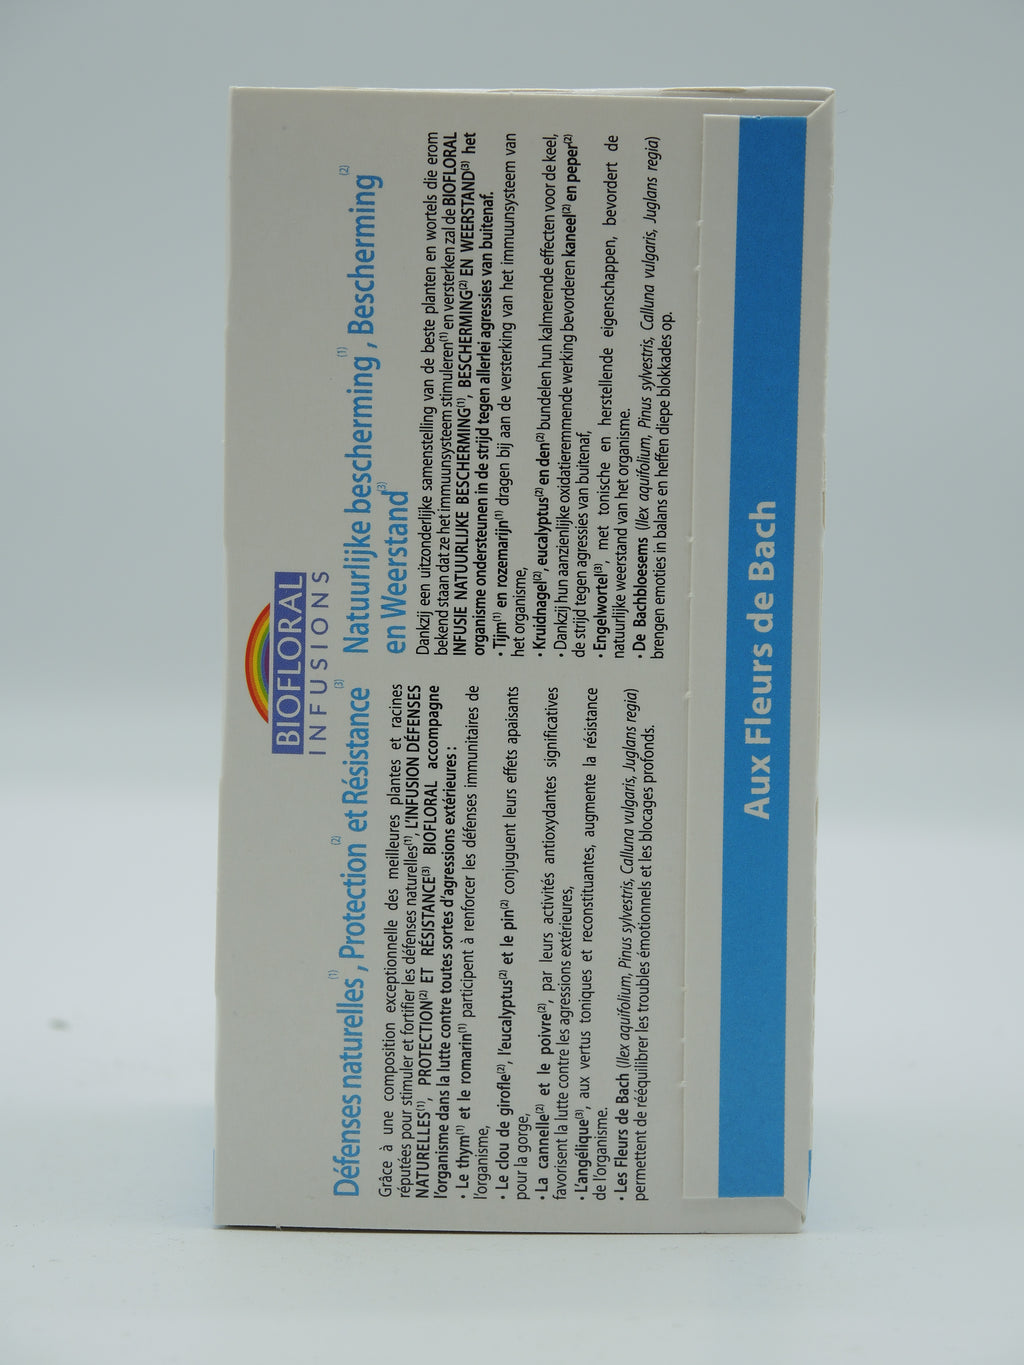 BIOFLORAL
INFUSIONS
Défenses naturelles(1), Protection(2) et Résistance(3)
Grâce à une composition exceptionnelle des meilleures plantes et racines
réputées pour stimuler et fortifier les défenses naturelles(1), L'INFUSION DÉFENSES
NATURELLES(1), PROTECTION(2) ET RÉSISTANCE(3) BIOFLORAL accompagne
l'organisme dans la lutte contre toutes sortes d'agressions extérieures :
• Le thym(1) et le romarin(1) participent à renforcer les défenses immunitaires de
l'organisme,
• Le clou de girofle(2), l'eucalyptus(2) et le pin(2) conjuguent leurs effets apaisants
pour la gorge,
• La cannelle(2) et le poivre(2), par leurs activités antioxydantes significatives
favorisent la lutte contre les agressions extérieures,
• L'angélique(3), aux vertus toniques et reconstituantes, augmente la résistance
de l'organisme.
• Les Fleurs de Bach (Ilex aquifolium, Pinus sylvestris, Calluna vulgaris, Juglans regia)
permettent de rééquilibrer les troubles émotionnels et les blocages profonds.
Natuurlijke bescherming(1), Bescherming(2)
en Weerstand(3)
Dankzij een uitzonderlijke samenstelling van de beste planten en wortels die erom
bekend staan dat ze het immuunsysteem stimuleren(1) en versterken zal de BIOFLORAL
INFUSIE NATUURLIJKE BESCHERMING(1), BESCHERMING(2) EN WEERSTAND(3) het
organisme ondersteunen in de strijd tegen allerlei agressies van buitenaf.
• Tijm(1) en rozemarijn(1) dragen bij aan de versterking van het immuunsysteem van
het organisme,
• Kruidnagel(2), eucalyptus(2) en den(2) bundelen hun kalmerende effecten voor de keel,
• Dankzij hun aanzienlijke oxidatieremmende werking bevorderen kaneel(2) en peper(2)
de strijd tegen agressies van buitenaf,
• Engelwortel(3), met tonische en herstellende eigenschappen, bevordert de
natuurlijke weerstand van het organisme.
• De Bachbloesems (Ilex aquifolium, Pinus sylvestris, Calluna vulgaris, Juglans regia)
brengen emoties in balans en heffen diepe blokkades op.
Aux Fleurs de Bach